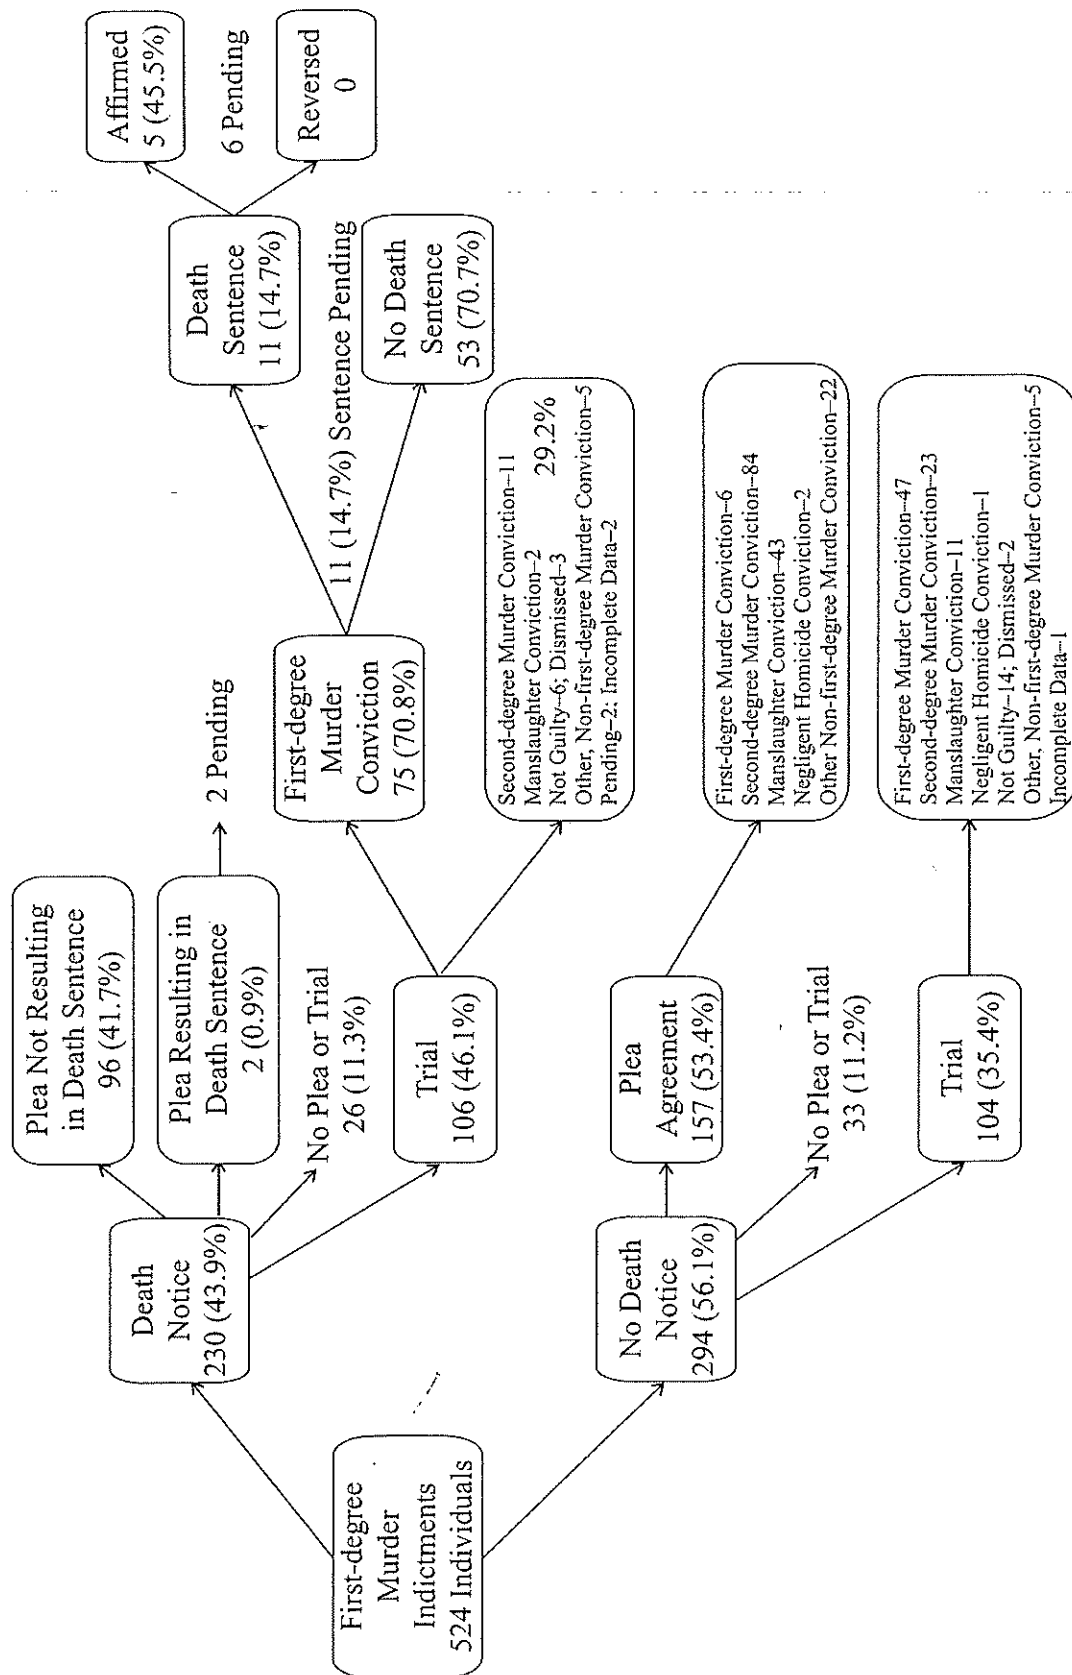 First-degree
Murder
Indictments
524 Individuals
Death
Notice
230 (43.9%)
No Death
Notice
294 (56.1%)
Plea Not Resulting
in Death Sentence
96 (41.7%)
Plea Resulting in
Death Sentence
2 (0.9%)
2 Pending
No Plea or Trial
26 (11.3%)
Trial
106 (46.1%)
Plea
Agreement
157 (53.4%)
No Plea or Trial
33 (11.2%)
Trial
104 (35.4%)
First-degree
Murder
Conviction
75 (70.8%)
Second-degree Murder Conviction–11
Manslaughter Conviction–2
29.2%
Not Guilty–6; Dismissed–3
Other, Non-first-degree Murder Conviction–5
Pending–2; Incomplete Data–2
First-degree Murder Conviction–6
Second-degree Murder Conviction–84
Manslaughter Conviction–43
Negligent Homicide Conviction–2
Other Non-first-degree Murder Conviction–22
First-degree Murder Conviction–47
Second-degree Murder Conviction–23
Manslaughter Conviction–11
Negligent Homicide Conviction–1
Not Guilty–14; Dismissed–2
Other, Non-first-degree Murder Conviction–5
Incomplete Data–1
Death
Sentence
11 (14.7%)
11 (14.7%) Sentence Pending
No Death
Sentence
53 (70.7%)
Affirmed
5 (45.5%)
6 Pending
Reversed
0